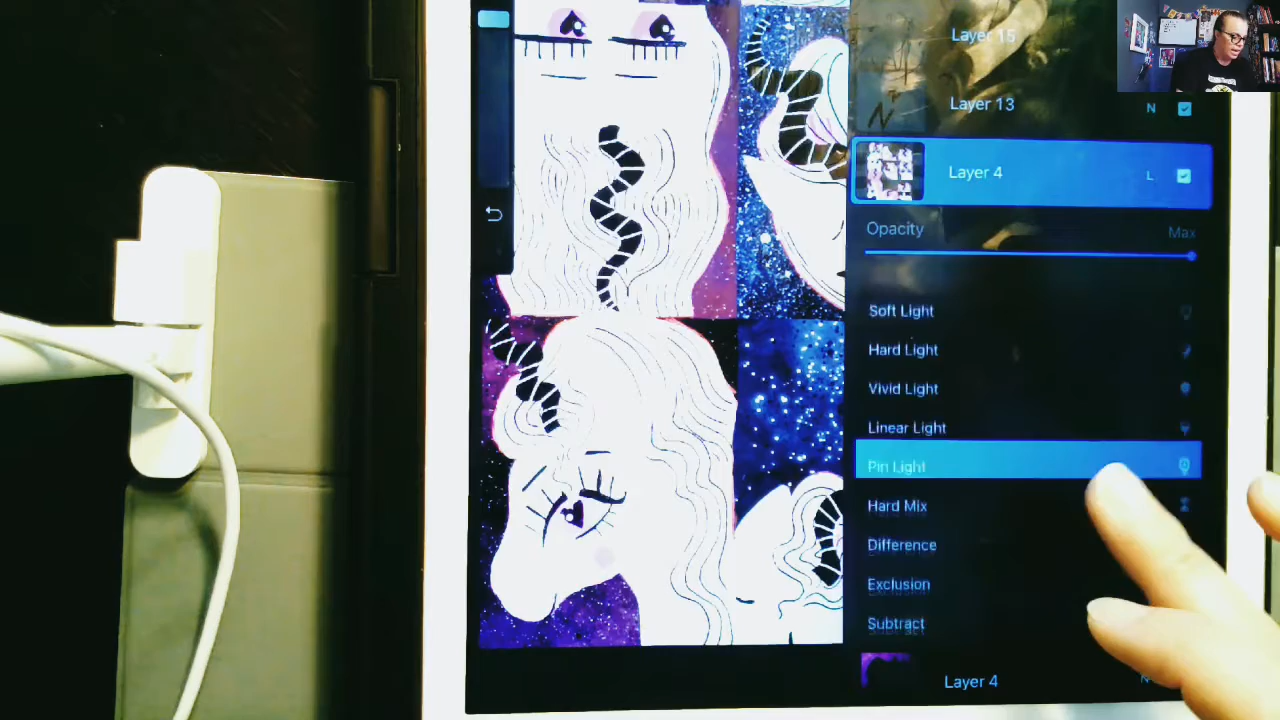 Layer 15
Layer 13 N
Layer 4 L
Opacity Max
Soft Light
Hard Light
Vivid Light
Linear Light
Pin Light
Hard Mix
Difference
Exclusion
Subtract
Layer 4 N